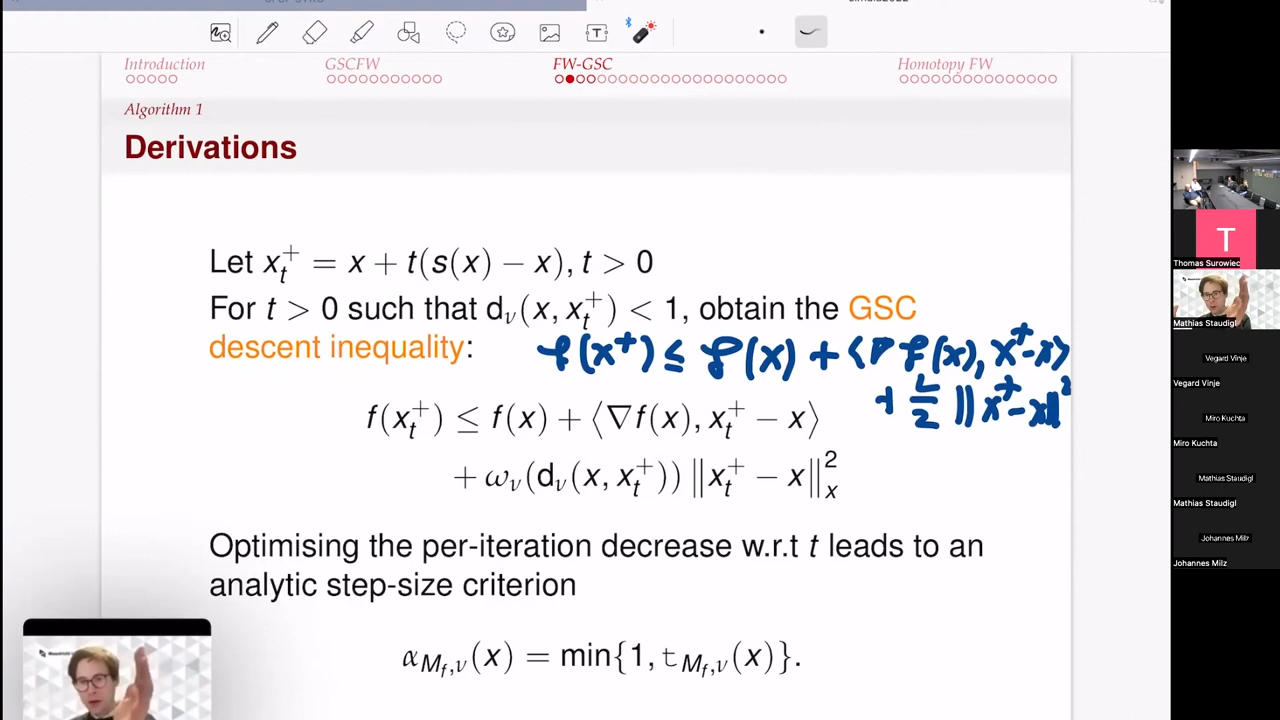 Introduction
GSCFW
FW-GSC
Homotopy FW
Algorithm 1
Derivations
Let x_t^+ = x + t(s(x) − x), t > 0
For t > 0 such that d_ν(x, x_t^+) < 1, obtain the GSC
descent inequality:
f(x^+) ≤ f(x) + ⟨∇f(x), x^+-x⟩
+ L/2 ||x^+-x||^2
f(x_t^+) ≤ f(x) + ⟨∇f(x), x_t^+ − x⟩
+ ω_ν(d_ν(x, x_t^+)) ‖x_t^+ − x‖_x^2
Optimising the per-iteration decrease w.r.t t leads to an
analytic step-size criterion
α_{M_f,ν}(x) = min{1, t_{M_f,ν}(x)}.
T
Thomas Surowiec
Mathias Staudigl
Vegard Vinje
Vegard Vinje
Miro Kuchta
Miro Kuchta
Mathias Staudigl
Mathias Staudigl
Johannes Milz
Johannes Milz